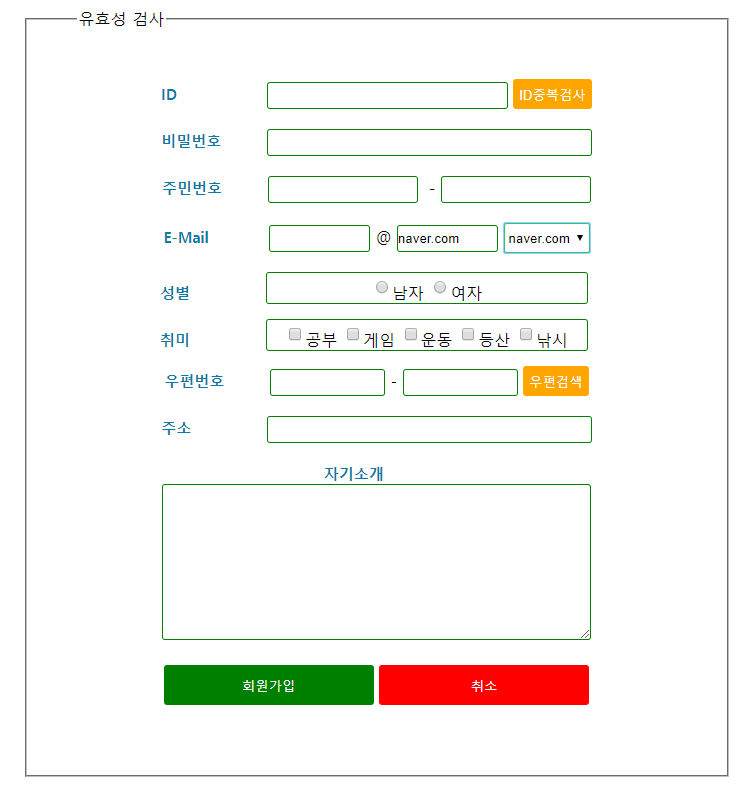 유효성 검사
ID ID중복검사
비밀번호
주민번호 -
E-Mail @ naver.com naver.com
성별 남자 여자
취미 공부 게임 운동 등산 낚시
우편번호 - 우편검색
주소
자기소개
회원가입 취소